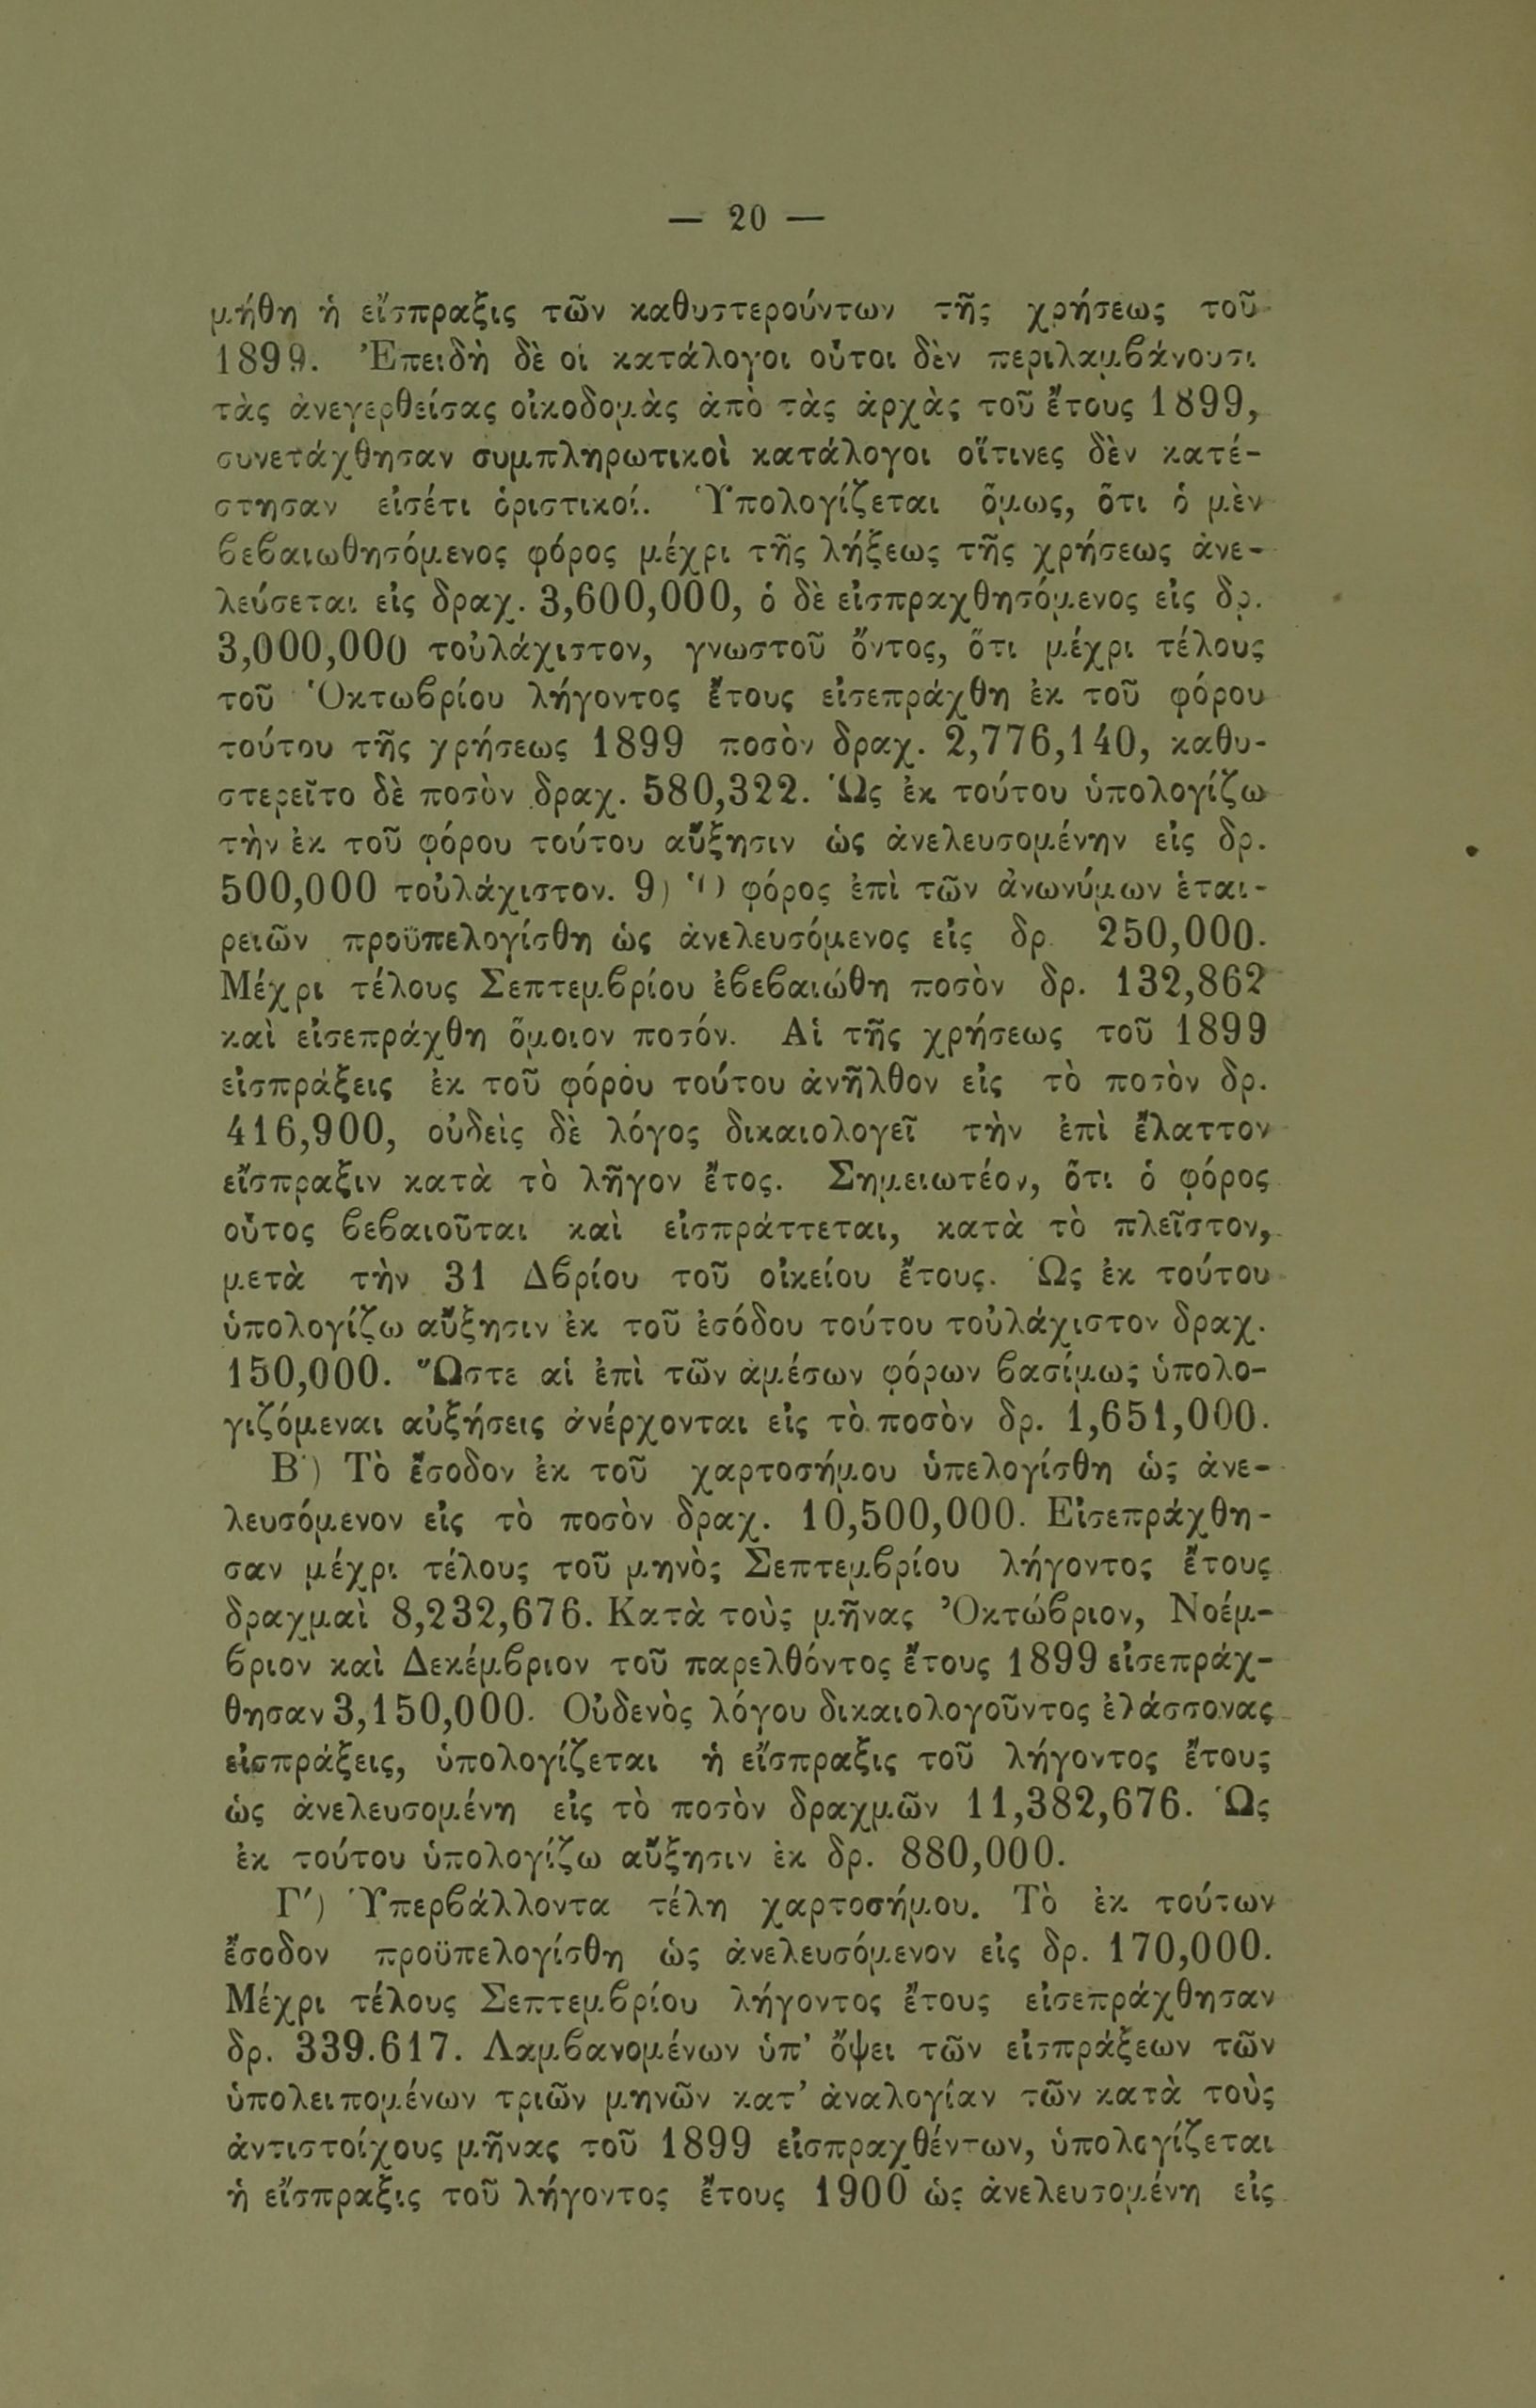 — 20 —
μήθη ἡ εἴσπραξις τῶν καθυστερούντων τῆς χρήσεως τοῦ
1899. Ἐπειδὴ δὲ οἱ κατάλογοι οὗτοι δὲν περιλαμβάνουσι
τὰς ἀνεγερθείσας οἰκοδομὰς ἀπὸ τὰς ἀρχὰς τοῦ ἔτους 1899,
συνετάχθησαν συμπληρωτικοὶ κατάλογοι οἵτινες δὲν κατέ-
στησαν εἰσέτι ὁριστικοί. Ὑπολογίζεται ὅμως, ὅτι ὁ μὲν
βεβαιωθησόμενος φόρος μέχρι τῆς λήξεως τῆς χρήσεως ἀνε-
λεύσεται εἰς δραχ. 3,600,000, ὁ δὲ εἰσπραχθησόμενος εἰς δρ.
3,000,000 τοὐλάχιστον, γνωστοῦ ὄντος, ὅτι μέχρι τέλους
τοῦ Ὀκτωβρίου λήγοντος ἔτους εἰσεπράχθη ἐκ τοῦ φόρου
τούτου τῆς χρήσεως 1899 ποσὸν δραχ. 2,776,140, καθυ-
στερεῖτο δὲ ποσὸν δραχ. 580,322. Ὡς ἐκ τούτου ὑπολογίζω
τὴν ἐκ τοῦ φόρου τούτου αὔξησιν ὡς ἀνελευσομένην εἰς δρ.
500,000 τοὐλάχιστον. 9) Ὁ φόρος ἐπὶ τῶν ἀνωνύμων ἑται-
ρειῶν προϋπελογίσθη ὡς ἀνελευσόμενος εἰς δρ. 250,000.
Μέχρι τέλους Σεπτεμβρίου ἐβεβαιώθη ποσὸν δρ. 132,862
καὶ εἰσεπράχθη ὅμοιον ποσόν. Αἱ τῆς χρήσεως τοῦ 1899
εἰσπράξεις ἐκ τοῦ φόρου τούτου ἀνῆλθον εἰς τὸ ποσὸν δρ.
416,900, οὐδεὶς δὲ λόγος δικαιολογεῖ τὴν ἐπὶ ἔλαττον
εἴσπραξιν κατὰ τὸ λῆγον ἔτος. Σημειωτέον, ὅτι ὁ φόρος
οὗτος βεβαιοῦται καὶ εἰσπράττεται, κατὰ τὸ πλεῖστον,
μετὰ τὴν 31 Δβρίου τοῦ οἰκείου ἔτους. Ὡς ἐκ τούτου
ὑπολογίζω αὔξησιν ἐκ τοῦ ἐσόδου τούτου τοὐλάχιστον δραχ.
150,000. Ὥστε αἱ ἐπὶ τῶν ἀμέσων φόρων βασίμως ὑπολο-
γιζόμεναι αὐξήσεις ἀνέρχονται εἰς τὸ ποσὸν δρ. 1,651,000.
Β΄) Τὸ ἔσοδον ἐκ τοῦ χαρτοσήμου ὑπελογίσθη ὡς ἀνε-
λευσόμενον εἰς τὸ ποσὸν δραχ. 10,500,000. Εἰσεπράχθη-
σαν μέχρι τέλους τοῦ μηνὸς Σεπτεμβρίου λήγοντος ἔτους
δραχμαὶ 8,232,676. Κατὰ τοὺς μῆνας Ὀκτώβριον, Νοέμ-
βριον καὶ Δεκέμβριον τοῦ παρελθόντος ἔτους 1899 εἰσεπράχ-
θησαν 3,150,000. Οὐδενὸς λόγου δικαιολογοῦντος ἐλάσσονας
εἰσπράξεις, ὑπολογίζεται ἡ εἴσπραξις τοῦ λήγοντος ἔτους
ὡς ἀνελευσομένη εἰς τὸ ποσὸν δραχμῶν 11,382,676. Ὡς
ἐκ τούτου ὑπολογίζω αὔξησιν ἐκ δρ. 880,000.
Γ΄) Ὑπερβάλλοντα τέλη χαρτοσήμου. Τὸ ἐκ τούτων
ἔσοδον προϋπελογίσθη ὡς ἀνελευσόμενον εἰς δρ. 170,000.
Μέχρι τέλους Σεπτεμβρίου λήγοντος ἔτους εἰσεπράχθησαν
δρ. 339.617. Λαμβανομένων ὑπ' ὄψει τῶν εἰσπράξεων τῶν
ὑπολειπομένων τριῶν μηνῶν κατ' ἀναλογίαν τῶν κατὰ τοὺς
ἀντιστοίχους μῆνας τοῦ 1899 εἰσπραχθέντων, ὑπολογίζεται
ἡ εἴσπραξις τοῦ λήγοντος ἔτους 1900 ὡς ἀνελευσομένη εἰς